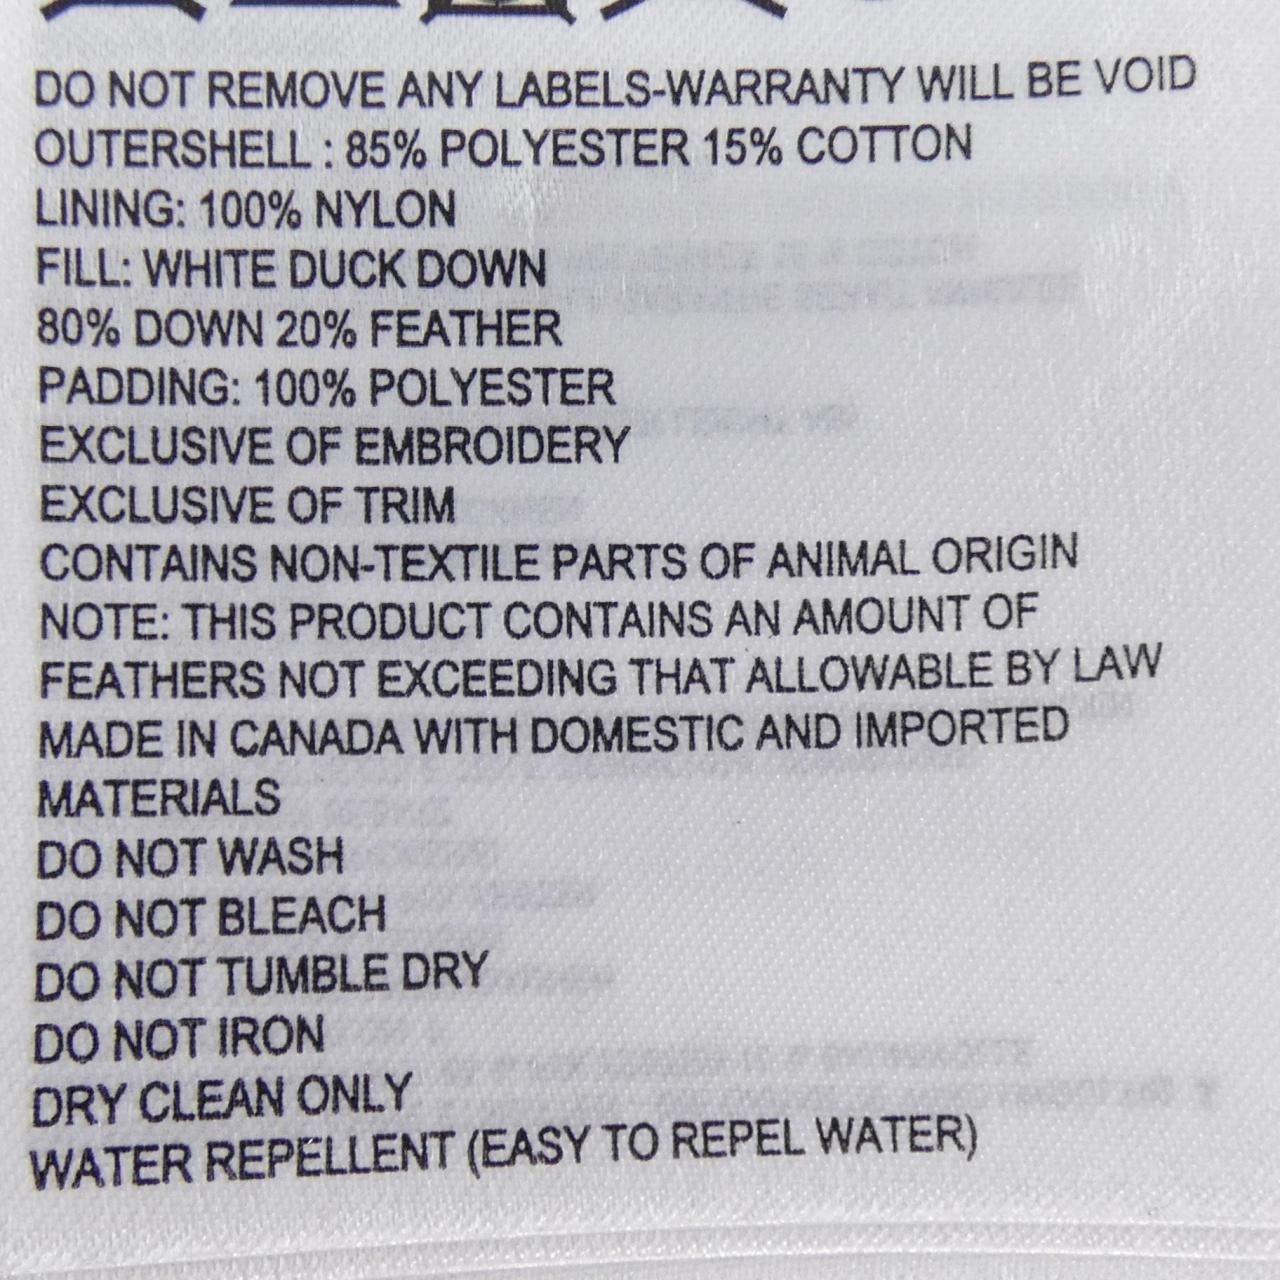 DO NOT REMOVE ANY LABELS-WARRANTY WILL BE VOID
OUTERSHELL : 85% POLYESTER 15% COTTON
LINING: 100% NYLON
FILL: WHITE DUCK DOWN
80% DOWN 20% FEATHER
PADDING: 100% POLYESTER
EXCLUSIVE OF EMBROIDERY
EXCLUSIVE OF TRIM
CONTAINS NON-TEXTILE PARTS OF ANIMAL ORIGIN
NOTE: THIS PRODUCT CONTAINS AN AMOUNT OF
FEATHERS NOT EXCEEDING THAT ALLOWABLE BY LAW
MADE IN CANADA WITH DOMESTIC AND IMPORTED
MATERIALS
DO NOT WASH
DO NOT BLEACH
DO NOT TUMBLE DRY
DO NOT IRON
DRY CLEAN ONLY
WATER REPELLENT (EASY TO REPEL WATER)